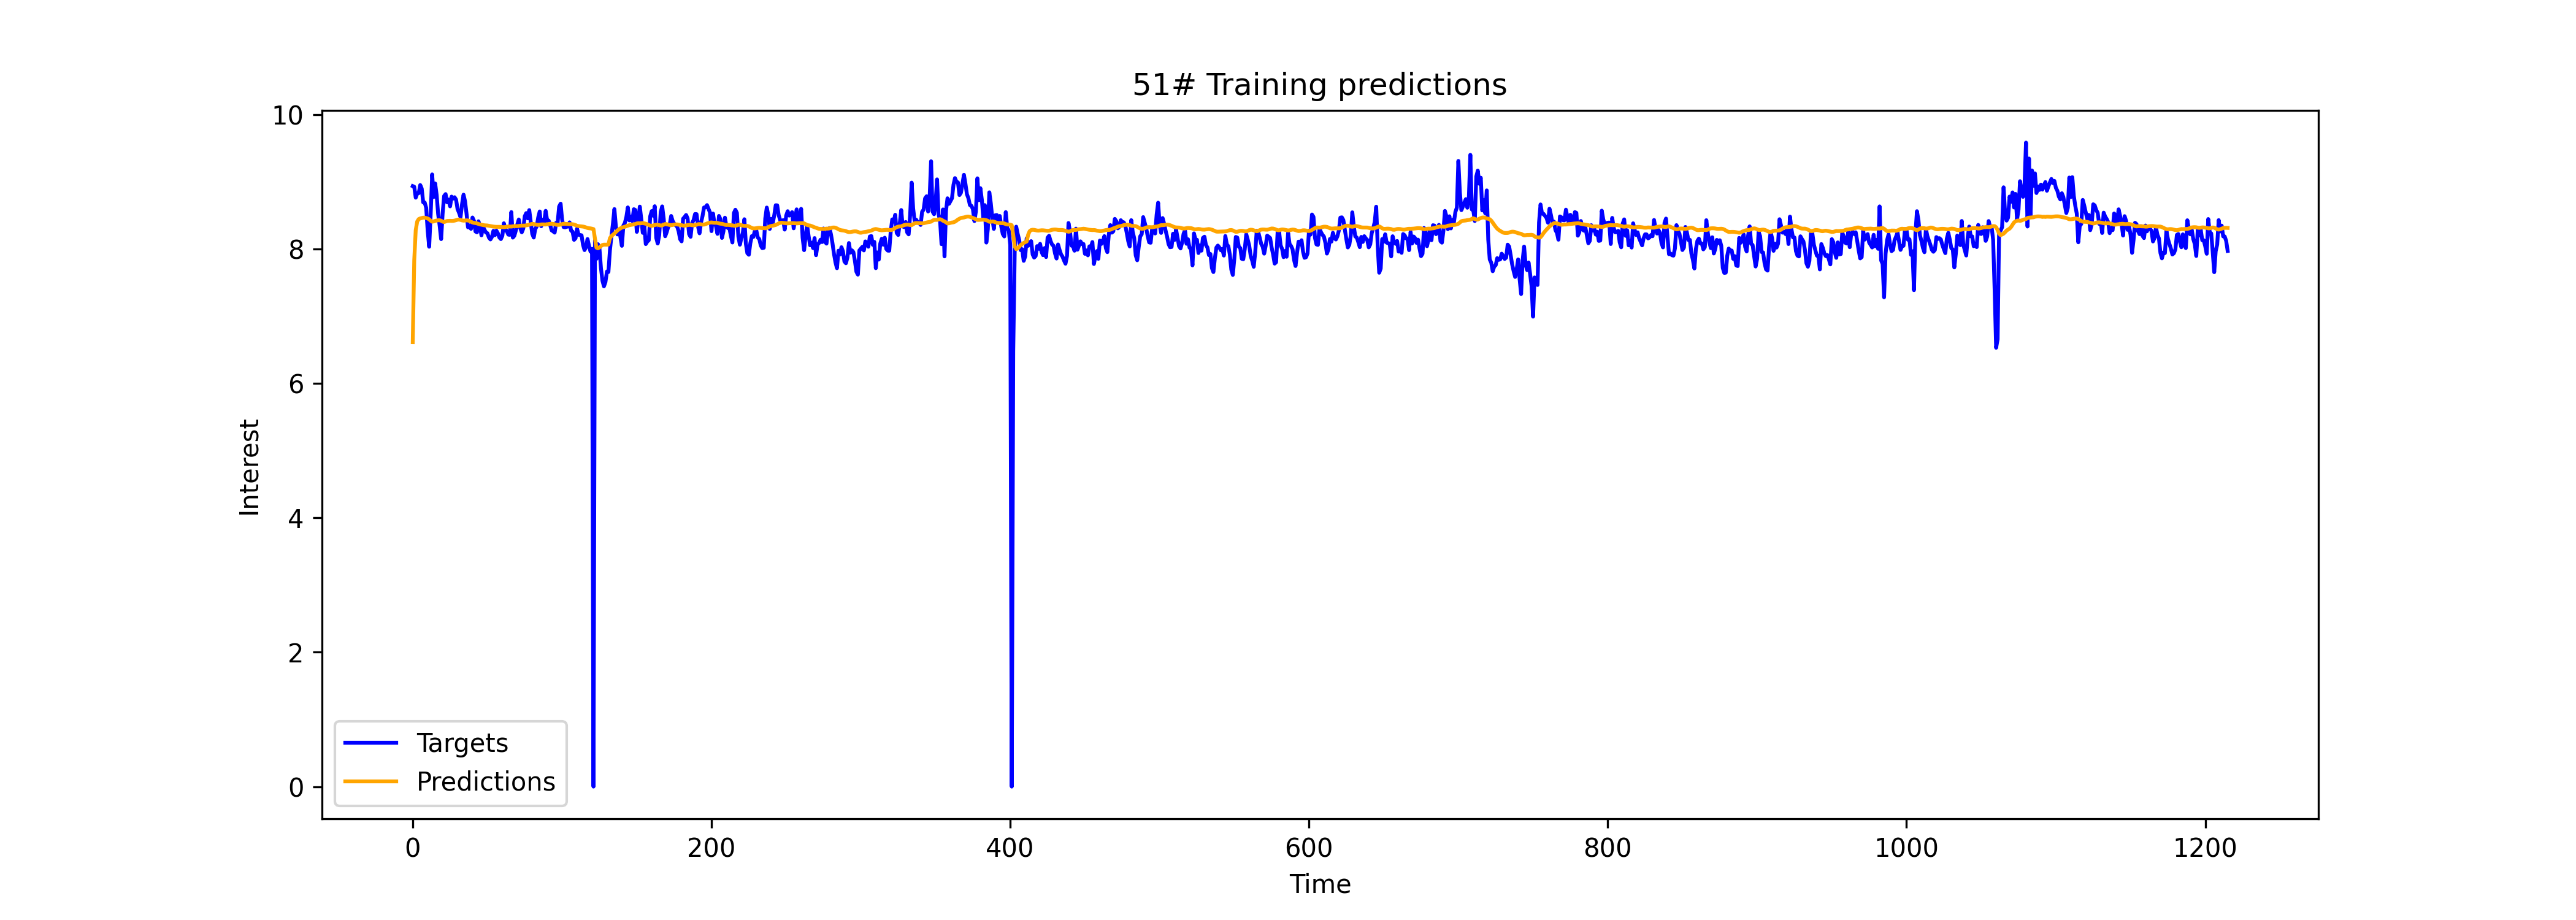 51# Training predictions
10
8
6
4
2
0
Interest
Targets
Predictions
0 200 400 600 800 1000 1200
Time